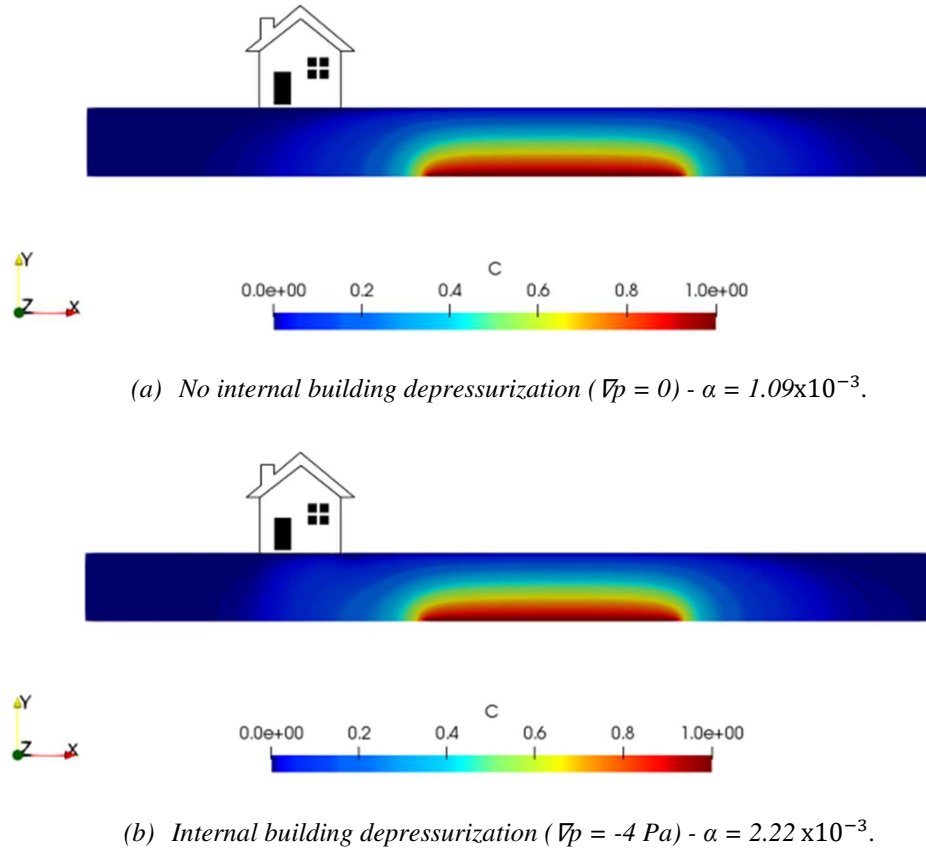 Y
Z X
C
0.0e+00 0.2 0.4 0.6 0.8 1.0e+00
(a) No internal building depressurization ( ∇p = 0) - α = 1.09x10⁻³.
Y
Z X
C
0.0e+00 0.2 0.4 0.6 0.8 1.0e+00
(b) Internal building depressurization ( ∇p = -4 Pa) - α = 2.22 x10⁻³.